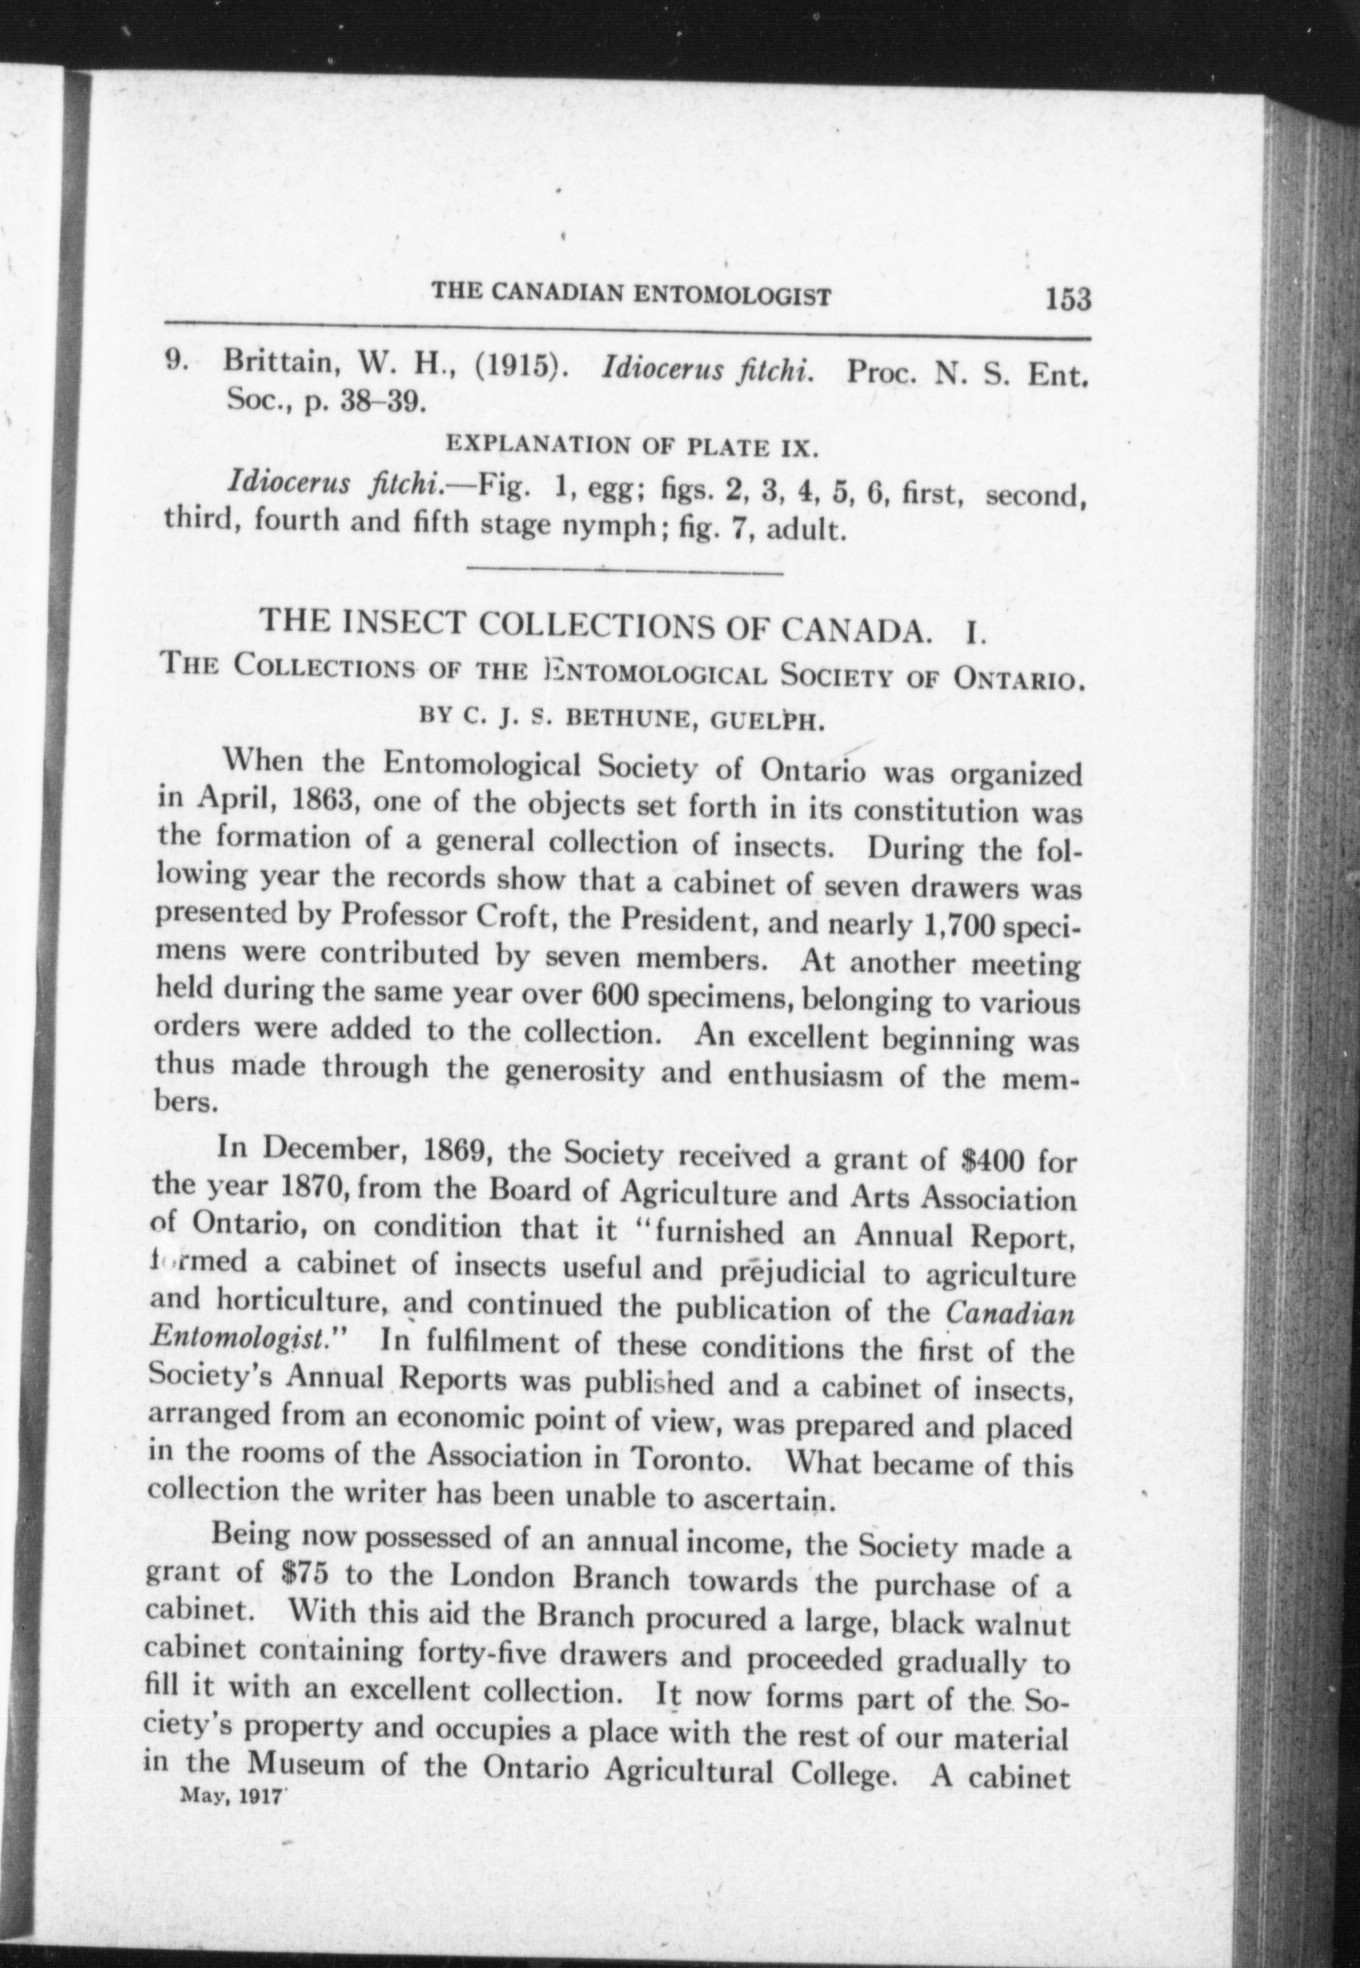 THE CANADIAN ENTOMOLOGIST 153
9. Brittain, W. H., (1915). Idiocerus fitchi. Proc. N. S. Ent.
Soc., p. 38–39.
EXPLANATION OF PLATE IX.
Idiocerus fitchi.—Fig. 1, egg; figs. 2, 3, 4, 5, 6, first, second,
third, fourth and fifth stage nymph; fig. 7, adult.
THE INSECT COLLECTIONS OF CANADA. I.
The Collections of the Entomological Society of Ontario.
BY C. J. S. BETHUNE, GUELPH.
When the Entomological Society of Ontario was organized
in April, 1863, one of the objects set forth in its constitution was
the formation of a general collection of insects. During the fol-
lowing year the records show that a cabinet of seven drawers was
presented by Professor Croft, the President, and nearly 1,700 speci-
mens were contributed by seven members. At another meeting
held during the same year over 600 specimens, belonging to various
orders were added to the collection. An excellent beginning was
thus made through the generosity and enthusiasm of the mem-
bers.
In December, 1869, the Society received a grant of $400 for
the year 1870, from the Board of Agriculture and Arts Association
of Ontario, on condition that it “furnished an Annual Report,
formed a cabinet of insects useful and prejudicial to agriculture
and horticulture, and continued the publication of the Canadian
Entomologist.” In fulfilment of these conditions the first of the
Society's Annual Reports was published and a cabinet of insects,
arranged from an economic point of view, was prepared and placed
in the rooms of the Association in Toronto. What became of this
collection the writer has been unable to ascertain.
Being now possessed of an annual income, the Society made a
grant of $75 to the London Branch towards the purchase of a
cabinet. With this aid the Branch procured a large, black walnut
cabinet containing forty-five drawers and proceeded gradually to
fill it with an excellent collection. It now forms part of the So-
ciety's property and occupies a place with the rest of our material
in the Museum of the Ontario Agricultural College. A cabinet
May, 1917